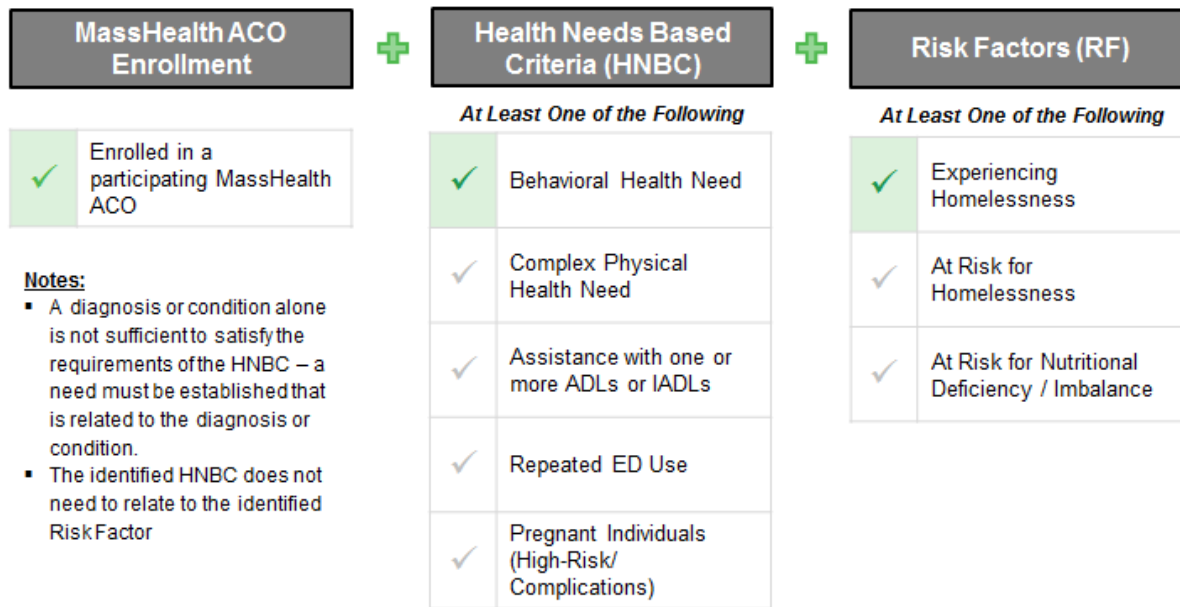 MassHealth ACO
Enrollment
Enrolled in a
participating MassHealth
ACO
Notes:
▪ A diagnosis or condition alone
is not sufficient to satisfy the
requirements of the HNBC – a
need must be established that
is related to the diagnosis or
condition.
▪ The identified HNBC does not
need to relate to the identified
Risk Factor
Health Needs Based
Criteria (HNBC)
At Least One of the Following
Behavioral Health Need
Complex Physical
Health Need
Assistance with one or
more ADLs or IADLs
Repeated ED Use
Pregnant Individuals
(High-Risk/
Complications)
Risk Factors (RF)
At Least One of the Following
Experiencing
Homelessness
At Risk for
Homelessness
At Risk for Nutritional
Deficiency / Imbalance